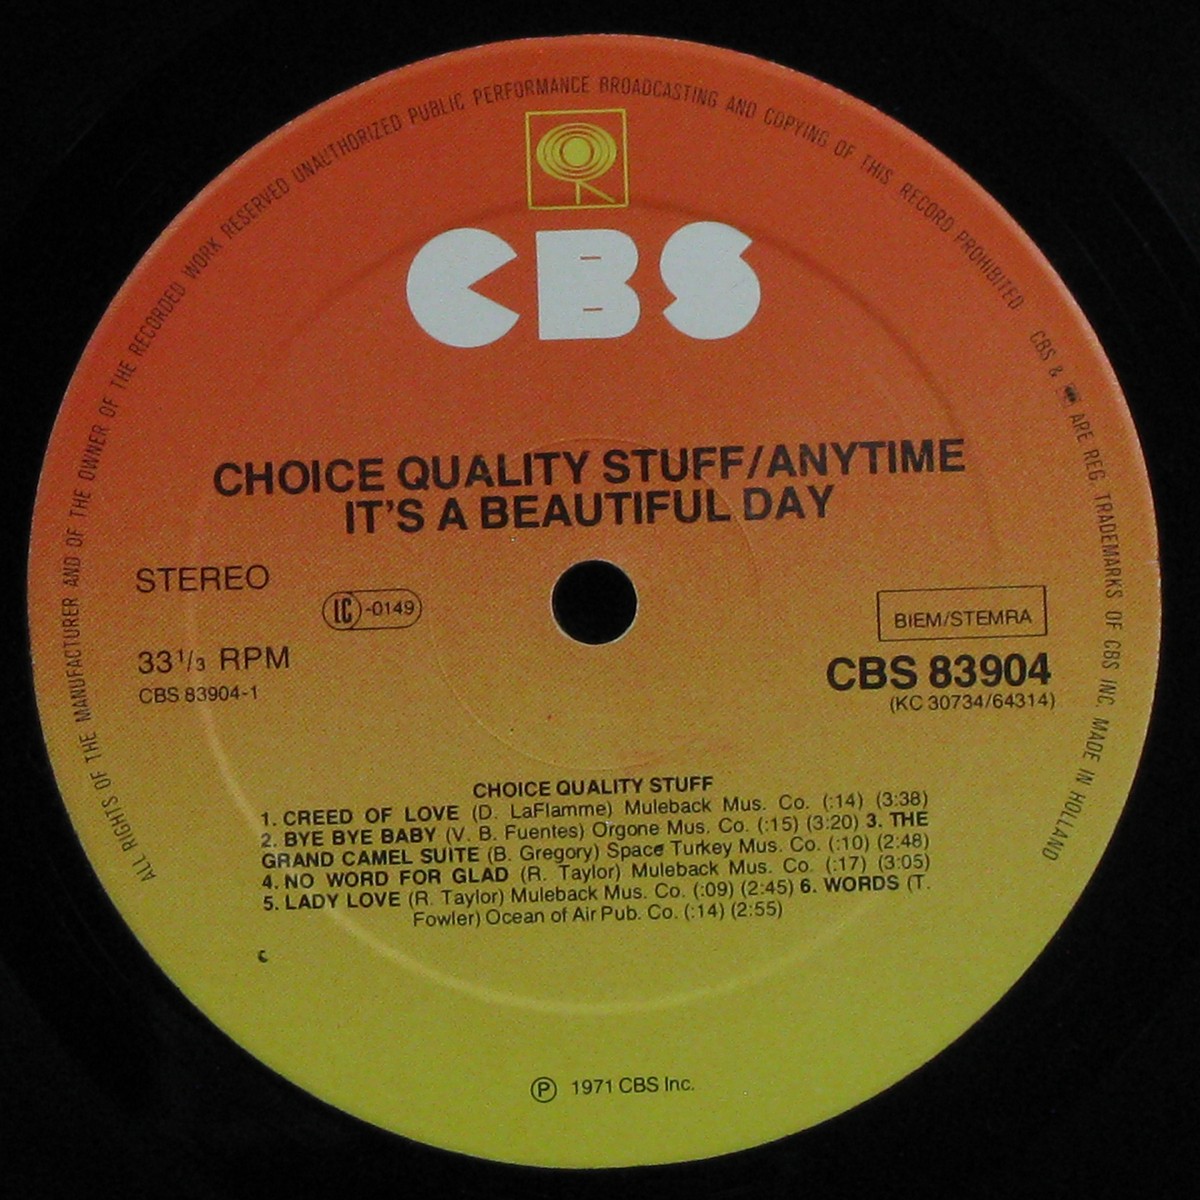 ALL RIGHTS OF THE MANUFACTURER AND OF THE OWNER OF THE RECORDED WORK RESERVED UNAUTHORIZED PUBLIC PERFORMANCE BROADCASTING AND COPYING OF THIS RECORD PROHIBITED
CBS & ARE REG. TRADEMARKS OF CBS INC. MADE IN HOLLAND
CBS
CHOICE QUALITY STUFF/ANYTIME
IT'S A BEAUTIFUL DAY
STEREO
LC-0149
BIEM/STEMRA
33 1/3 RPM
CBS 83904-1
CBS 83904
(KC 30734/64314)
CHOICE QUALITY STUFF
1. CREED OF LOVE (D. LaFlamme) Muleback Mus. Co. (:14) (3:38)
2. BYE BYE BABY (V. B. Fuentes) Orgone Mus. Co. (:15) (3:20) 3. THE
GRAND CAMEL SUITE (B. Gregory) Space Turkey Mus. Co. (:10) (2:48)
4. NO WORD FOR GLAD (R. Taylor) Muleback Mus. Co. (:17) (3:05)
5. LADY LOVE (R. Taylor) Muleback Mus. Co. (:09) (2:45) 6. WORDS (T.
Fowler) Ocean of Air Pub. Co. (:14) (2:55)
℗ 1971 CBS Inc.